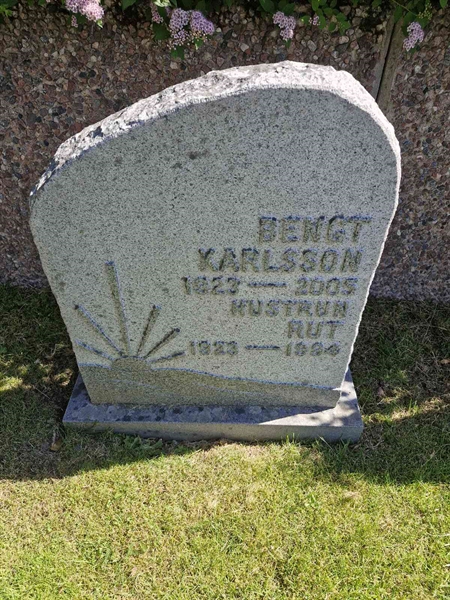 BENGT
KARLSSON
1923 — 2005
HUSTRUN
RUT
1923 — 1994